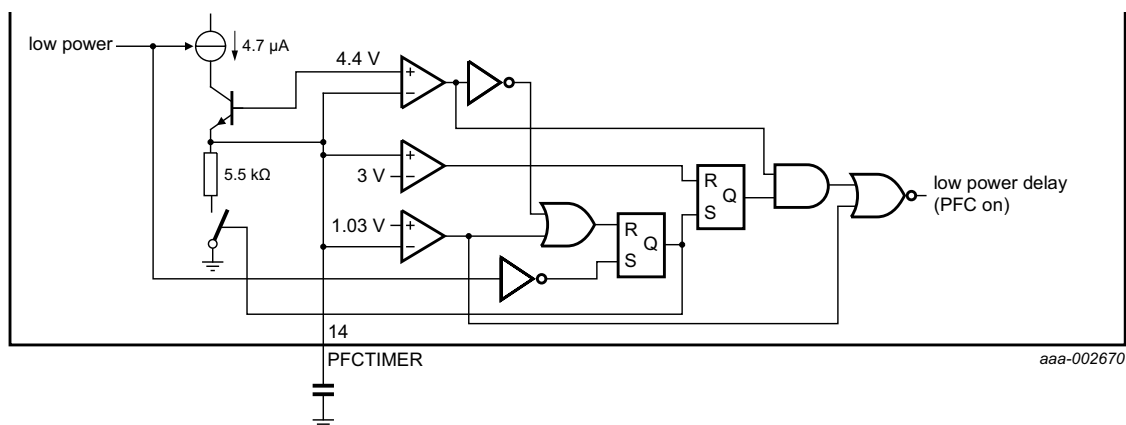 low power
4.7 μA
4.4 V
+
−
5.5 kΩ
+
3 V
−
R
Q
S
low power delay
(PFC on)
1.03 V
+
−
R
Q
S
14
PFCTIMER
aaa-002670